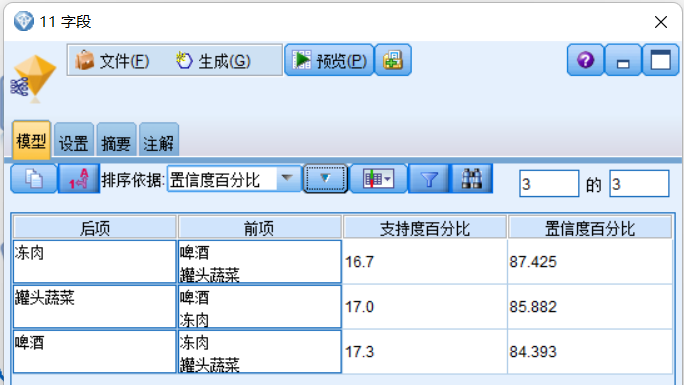 11 字段
文件(F) 生成(G) 预览(P)
模型 设置 摘要 注解
排序依据: 置信度百分比 3 的 3
后项 前项 支持度百分比 置信度百分比
冻肉 啤酒 16.7 87.425
罐头蔬菜
罐头蔬菜 啤酒 17.0 85.882
冻肉
啤酒 冻肉 17.3 84.393
罐头蔬菜